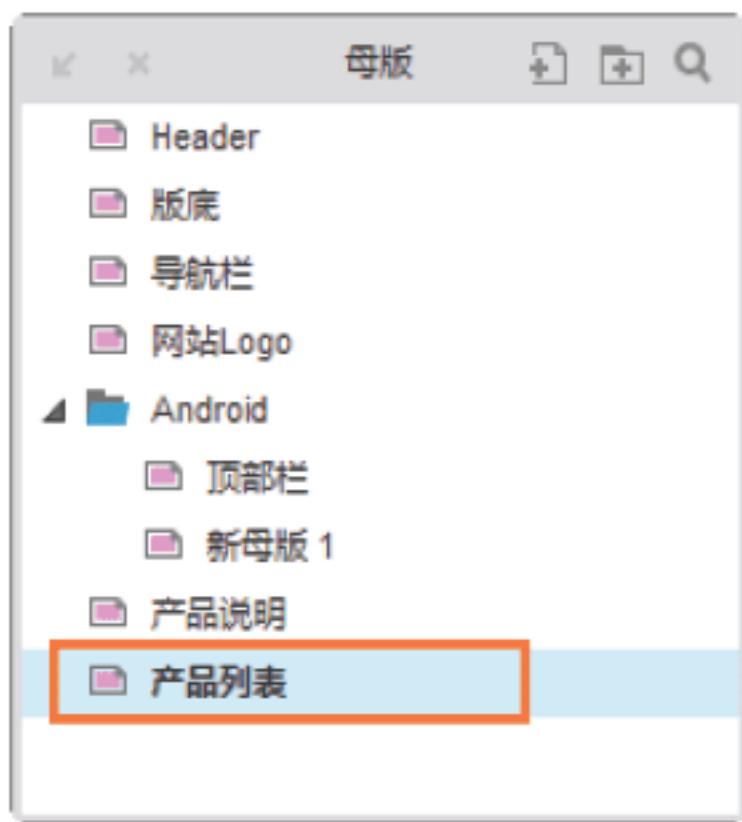 母版
Header
版底
导航栏
网站Logo
Android
顶部栏
新母版 1
产品说明
产品列表